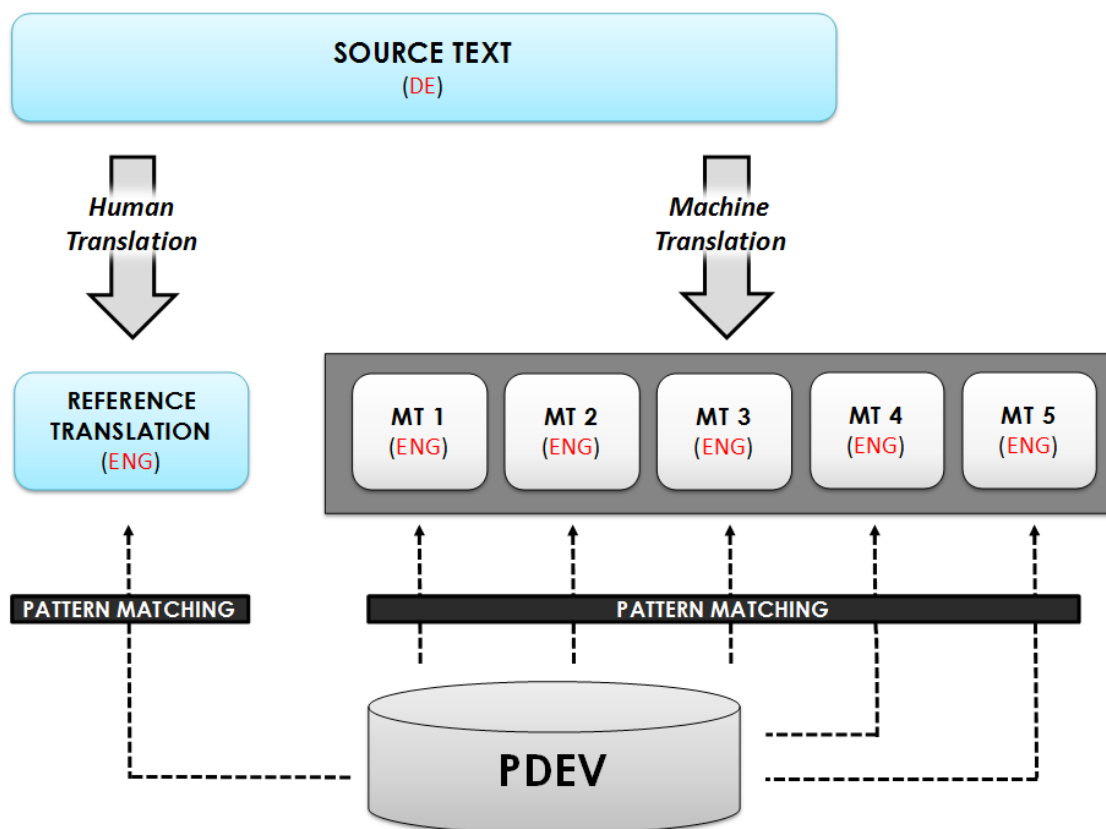 SOURCE TEXT
(DE)
Human
Translation
Machine
Translation
REFERENCE
TRANSLATION
(ENG)
MT 1
(ENG)
MT 2
(ENG)
MT 3
(ENG)
MT 4
(ENG)
MT 5
(ENG)
PATTERN MATCHING
PATTERN MATCHING
PDEV